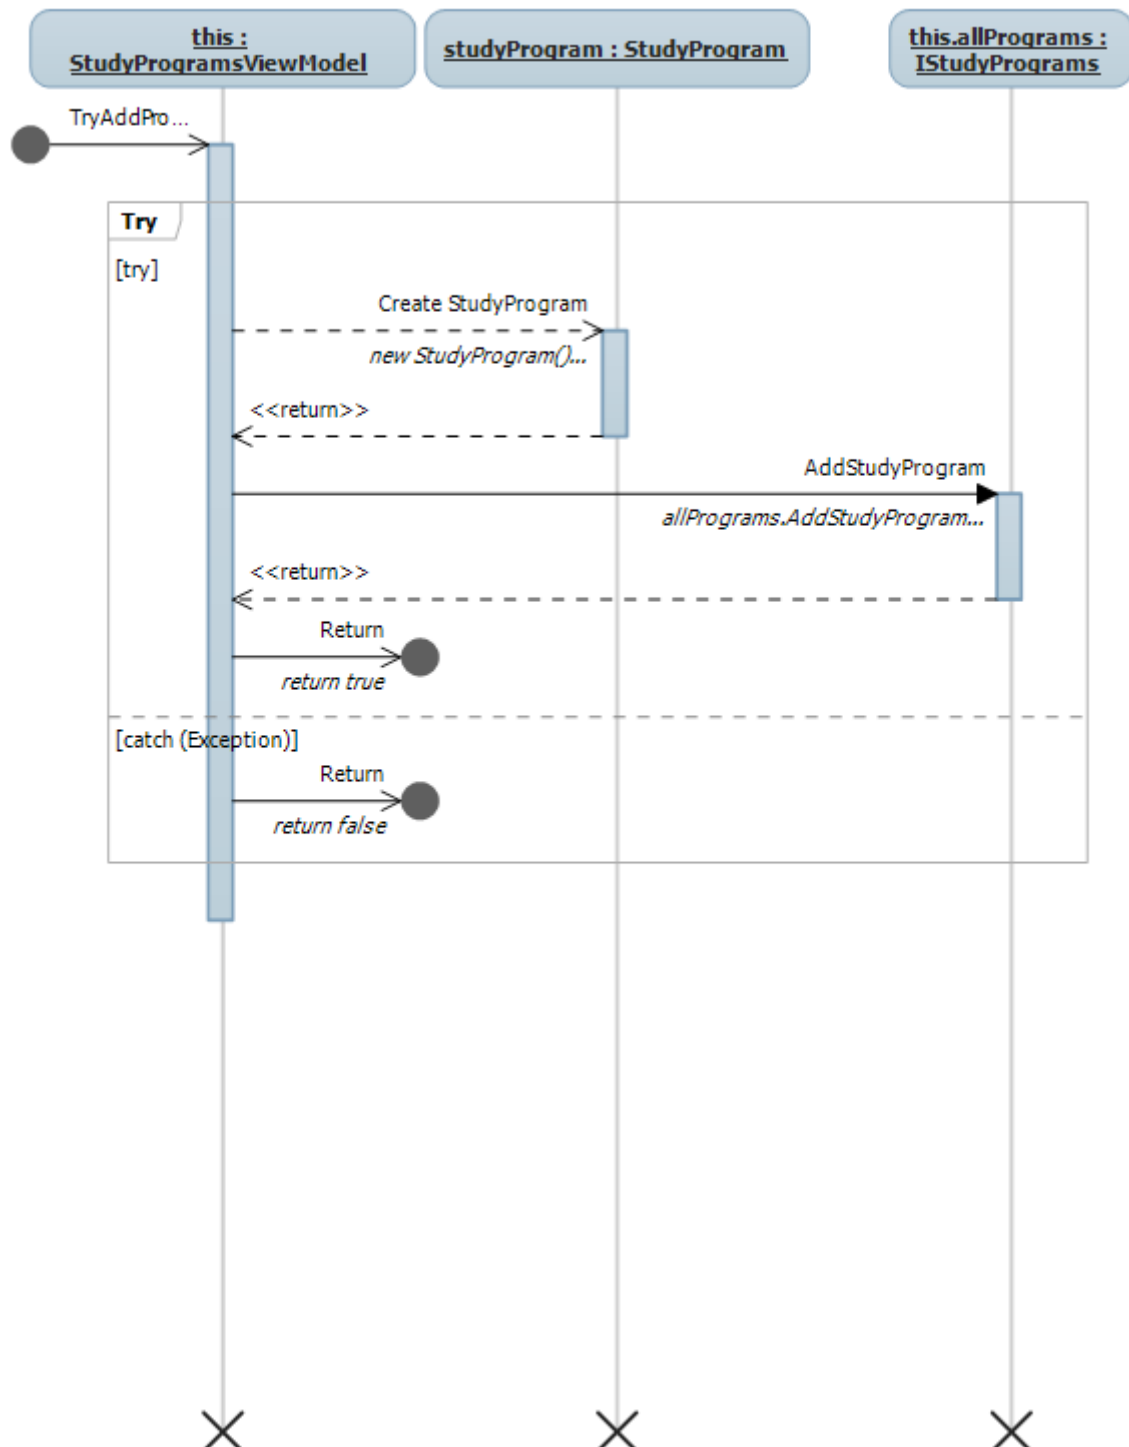 this :
StudyProgramsViewModel
studyProgram : StudyProgram
this.allPrograms :
IStudyPrograms
TryAddPro...
Try
[try]
Create StudyProgram
new StudyProgram()...
<<return>>
AddStudyProgram
allPrograms.AddStudyProgram...
<<return>>
Return
return true
[catch (Exception)]
Return
return false